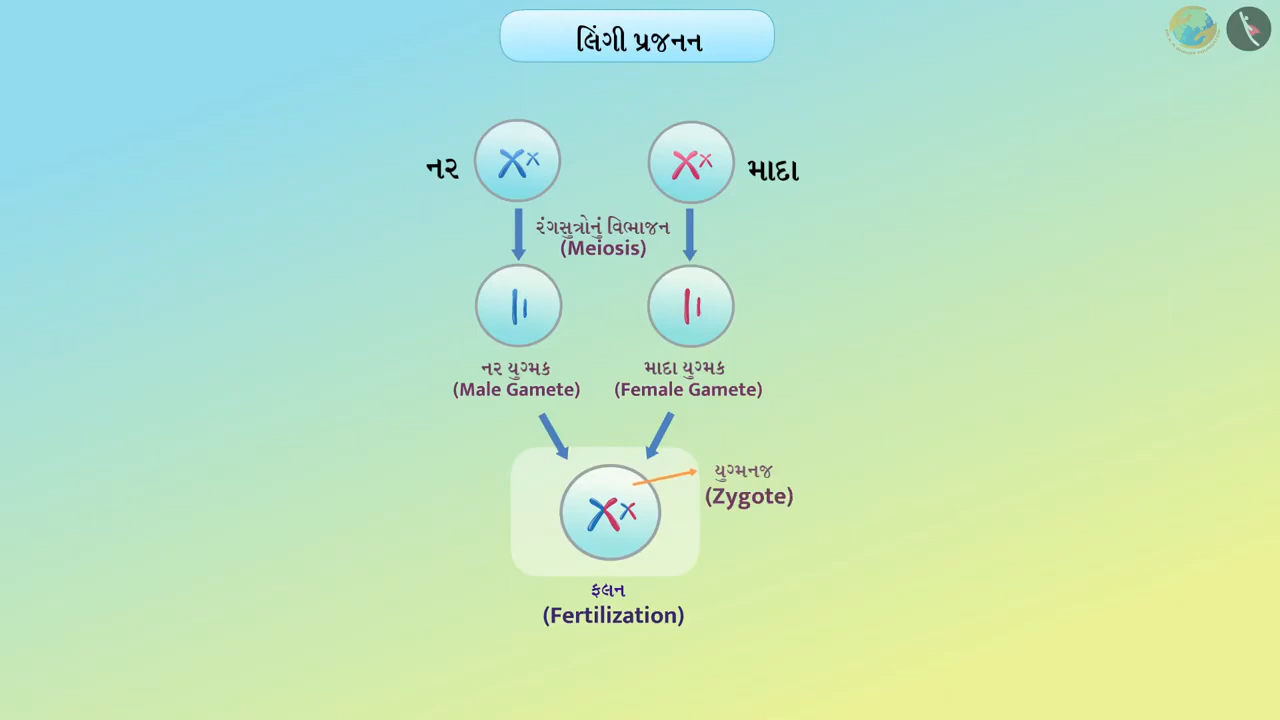 લિંગી પ્રજનન
નર
માદા
રંગસુત્રોનું વિભાજન
(Meiosis)
નર યુગ્મક
(Male Gamete)
માદા યુગ્મક
(Female Gamete)
યુગ્મનજ
(Zygote)
ફલન
(Fertilization)